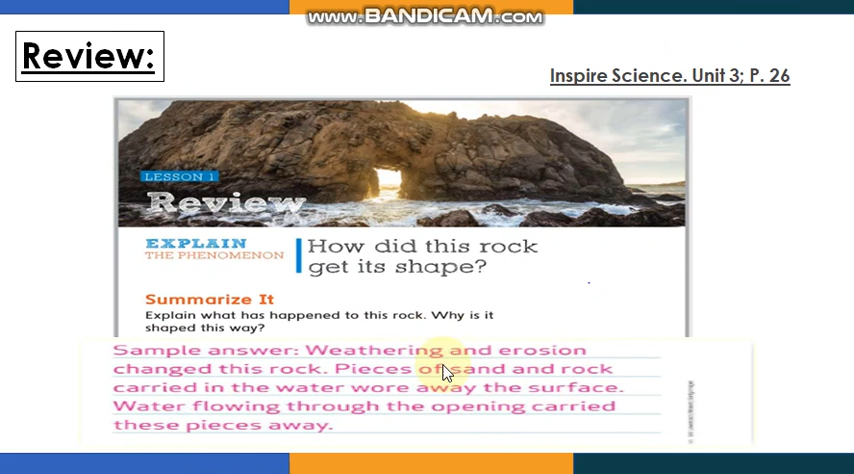 www.BANDICAM.com
Review:
Inspire Science. Unit 3; P. 26
LESSON 1
Review
EXPLAIN
THE PHENOMENON
How did this rock
get its shape?
Summarize It
Explain what has happened to this rock. Why is it
shaped this way?
Sample answer: Weathering and erosion
changed this rock. Pieces of sand and rock
carried in the water wore away the surface.
Water flowing through the opening carried
these pieces away.